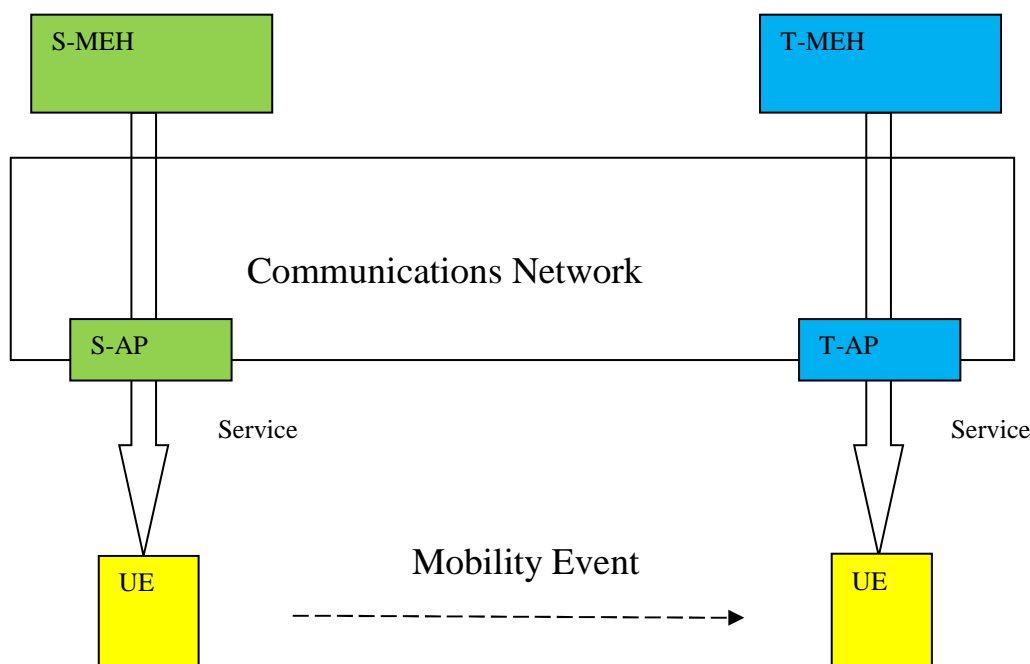 S-MEH
T-MEH
Communications Network
S-AP
T-AP
Service
Service
Mobility Event
UE
UE